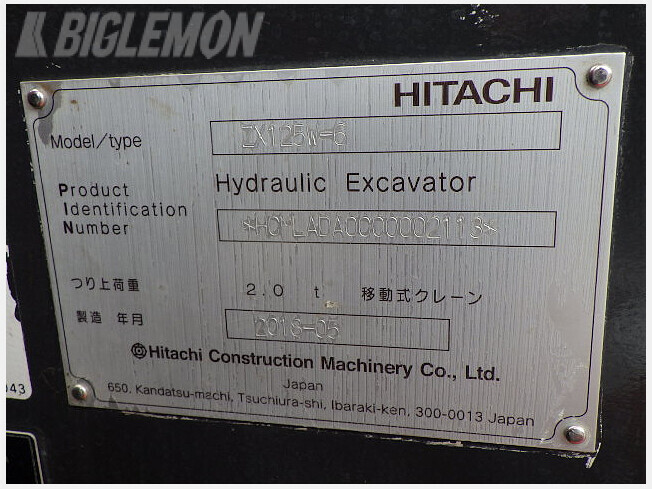 BIGLEMON
HITACHI
Model/type ZX125W-6
Hydraulic Excavator
Product
Identification
Number
つり上荷重 2.0 t 移動式クレーン
製造 年月 2018-05
Hitachi Construction Machinery Co., Ltd.
Japan
650, Kandatsu-machi, Tsuchiura-shi, Ibaraki-ken, 300-0013 Japan
043